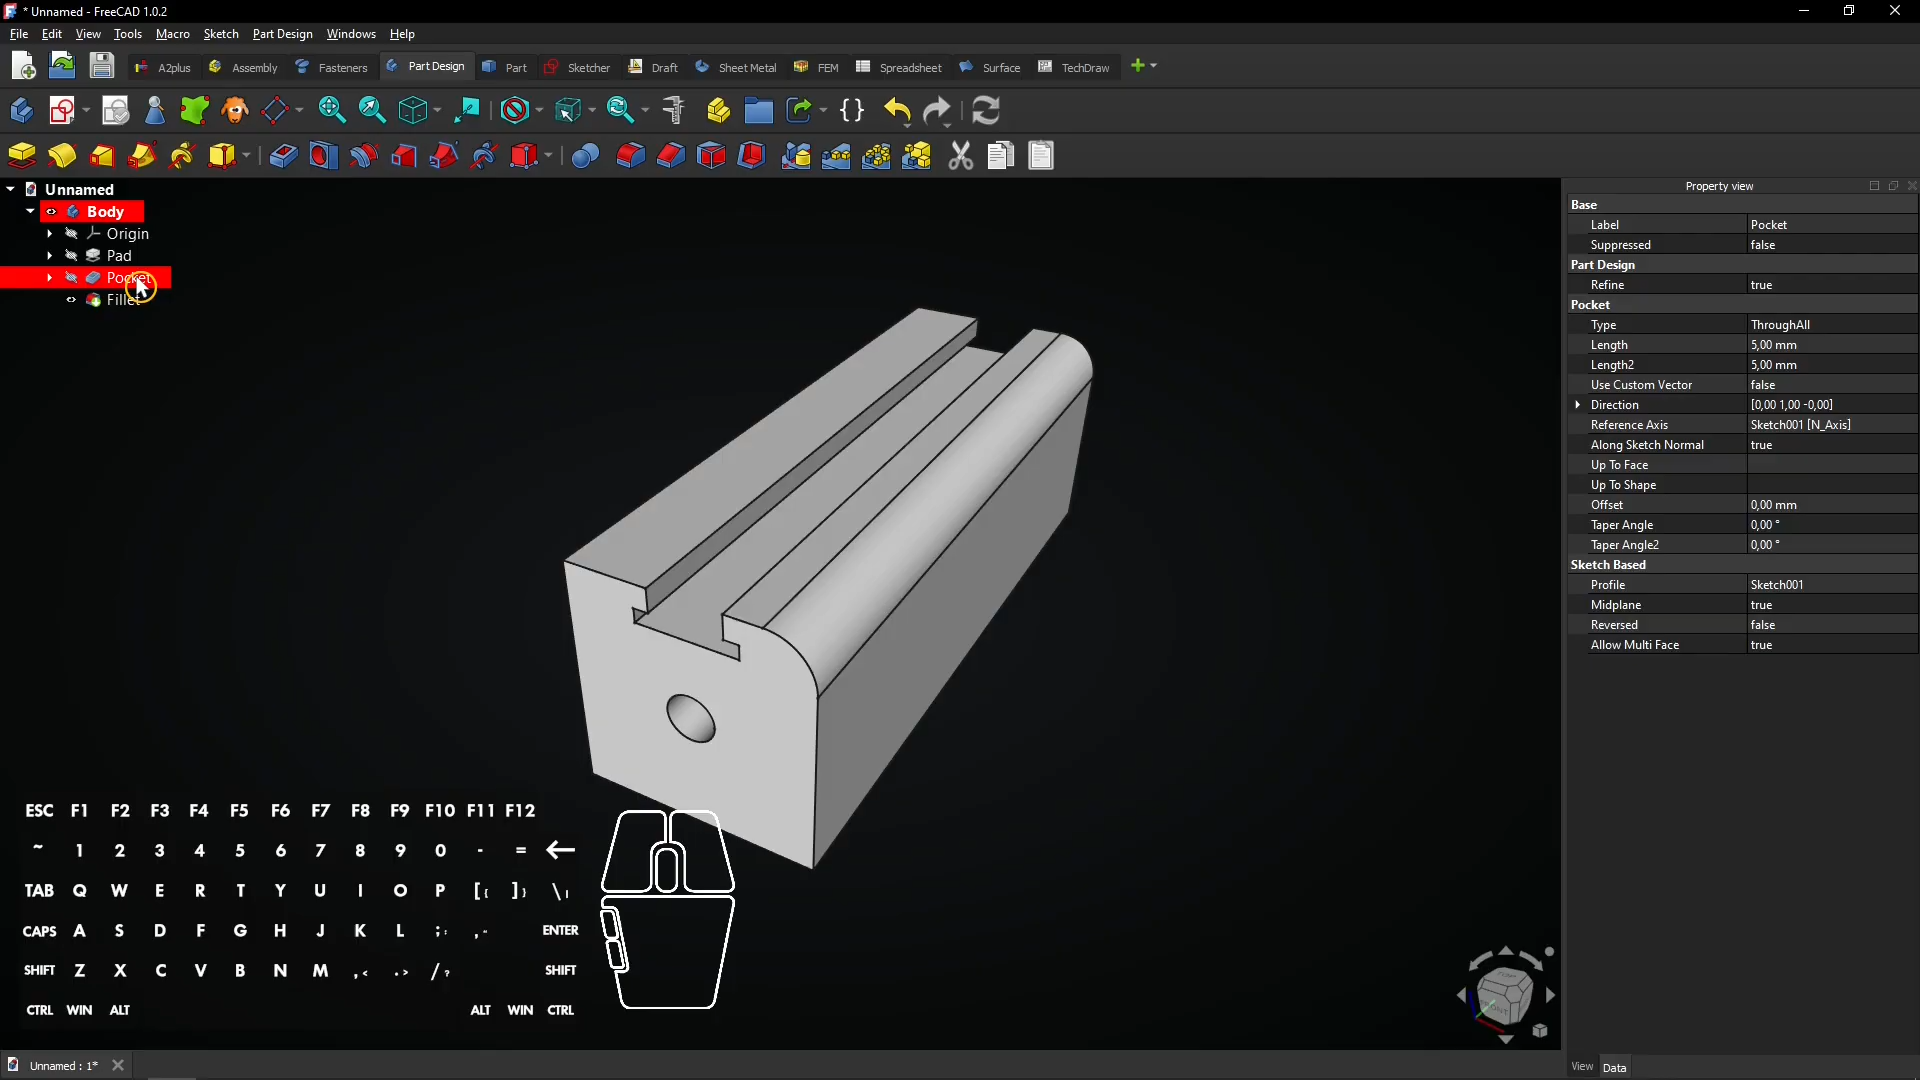 * Unnamed - FreeCAD 1.0.2
File Edit View Tools Macro Sketch Part Design Windows Help
A2plus Assembly Fasteners Part Design Part Sketcher Draft Sheet Metal FEM Spreadsheet Surface TechDraw
Unnamed
Body
Origin
Pad
Pocket
Fillet
Property view
Base
Label Pocket
Suppressed false
Part Design
Refine true
Pocket
Type ThroughAll
Length 5,00 mm
Length2 5,00 mm
Use Custom Vector false
Direction [0,00 1,00 -0,00]
Reference Axis Sketch001 [N_Axis]
Along Sketch Normal true
Up To Face
Up To Shape
Offset 0,00 mm
Taper Angle 0,00 °
Taper Angle2 0,00 °
Sketch Based
Profile Sketch001
Midplane true
Reversed false
Allow Multi Face true
ESC F1 F2 F3 F4 F5 F6 F7 F8 F9 F10 F11 F12
~ 1 2 3 4 5 6 7 8 9 0 - =
TAB Q W E R T Y U I O P [{ ]} \|
CAPS A S D F G H J K L ;: ,"
ENTER
SHIFT Z X C V B N M ,< .> /? SHIFT
CTRL WIN ALT ALT WIN CTRL
TOP
FRONT
Unnamed : 1*
View Data